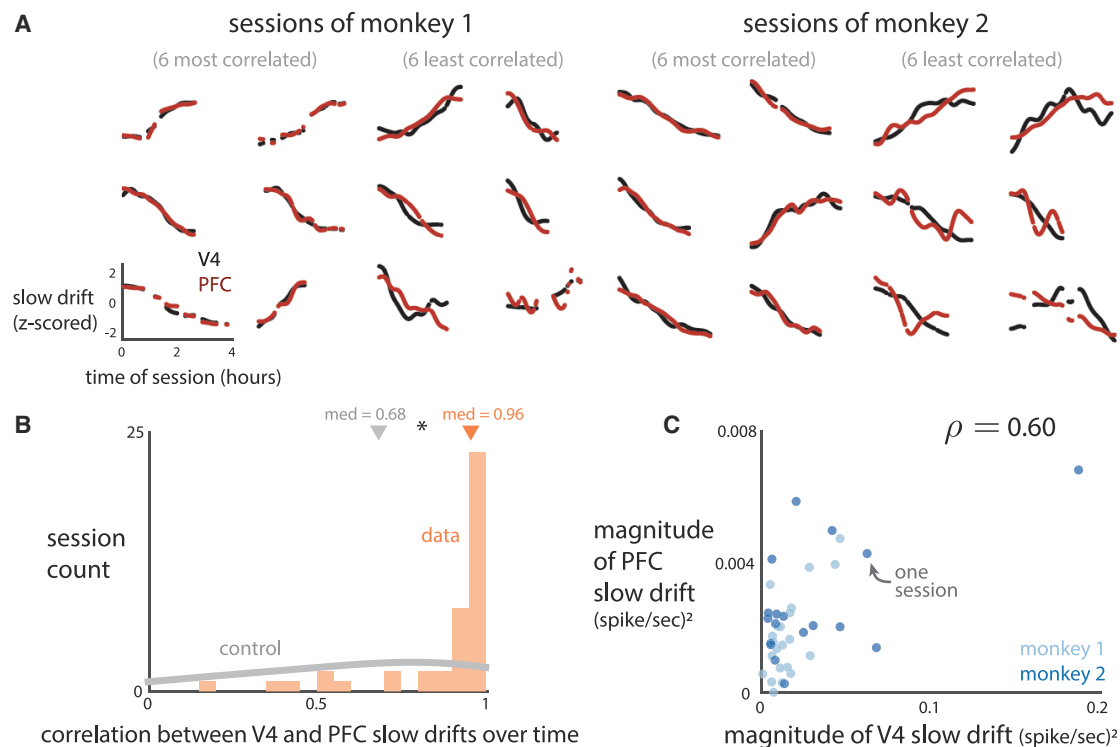 A
sessions of monkey 1
sessions of monkey 2
(6 most correlated)
(6 least correlated)
(6 most correlated)
(6 least correlated)
V4
PFC
slow drift
(z-scored)
2
0
-2
0
2
4
time of session (hours)
B
25
med = 0.68
*
med = 0.96
session
count
data
control
0
0
0.5
1
correlation between V4 and PFC slow drifts over time
C
0.008
ρ = 0.60
magnitude
of PFC
slow drift
(spike/sec)²
0.004
one
session
monkey 1
monkey 2
0
0
0.1
0.2
magnitude of V4 slow drift (spike/sec)²